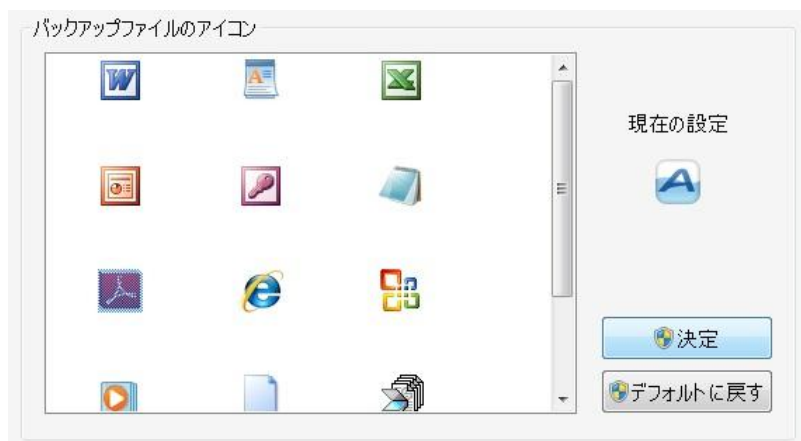 バックアップファイルのアイコン
現在の設定
決定
デフォルトに戻す